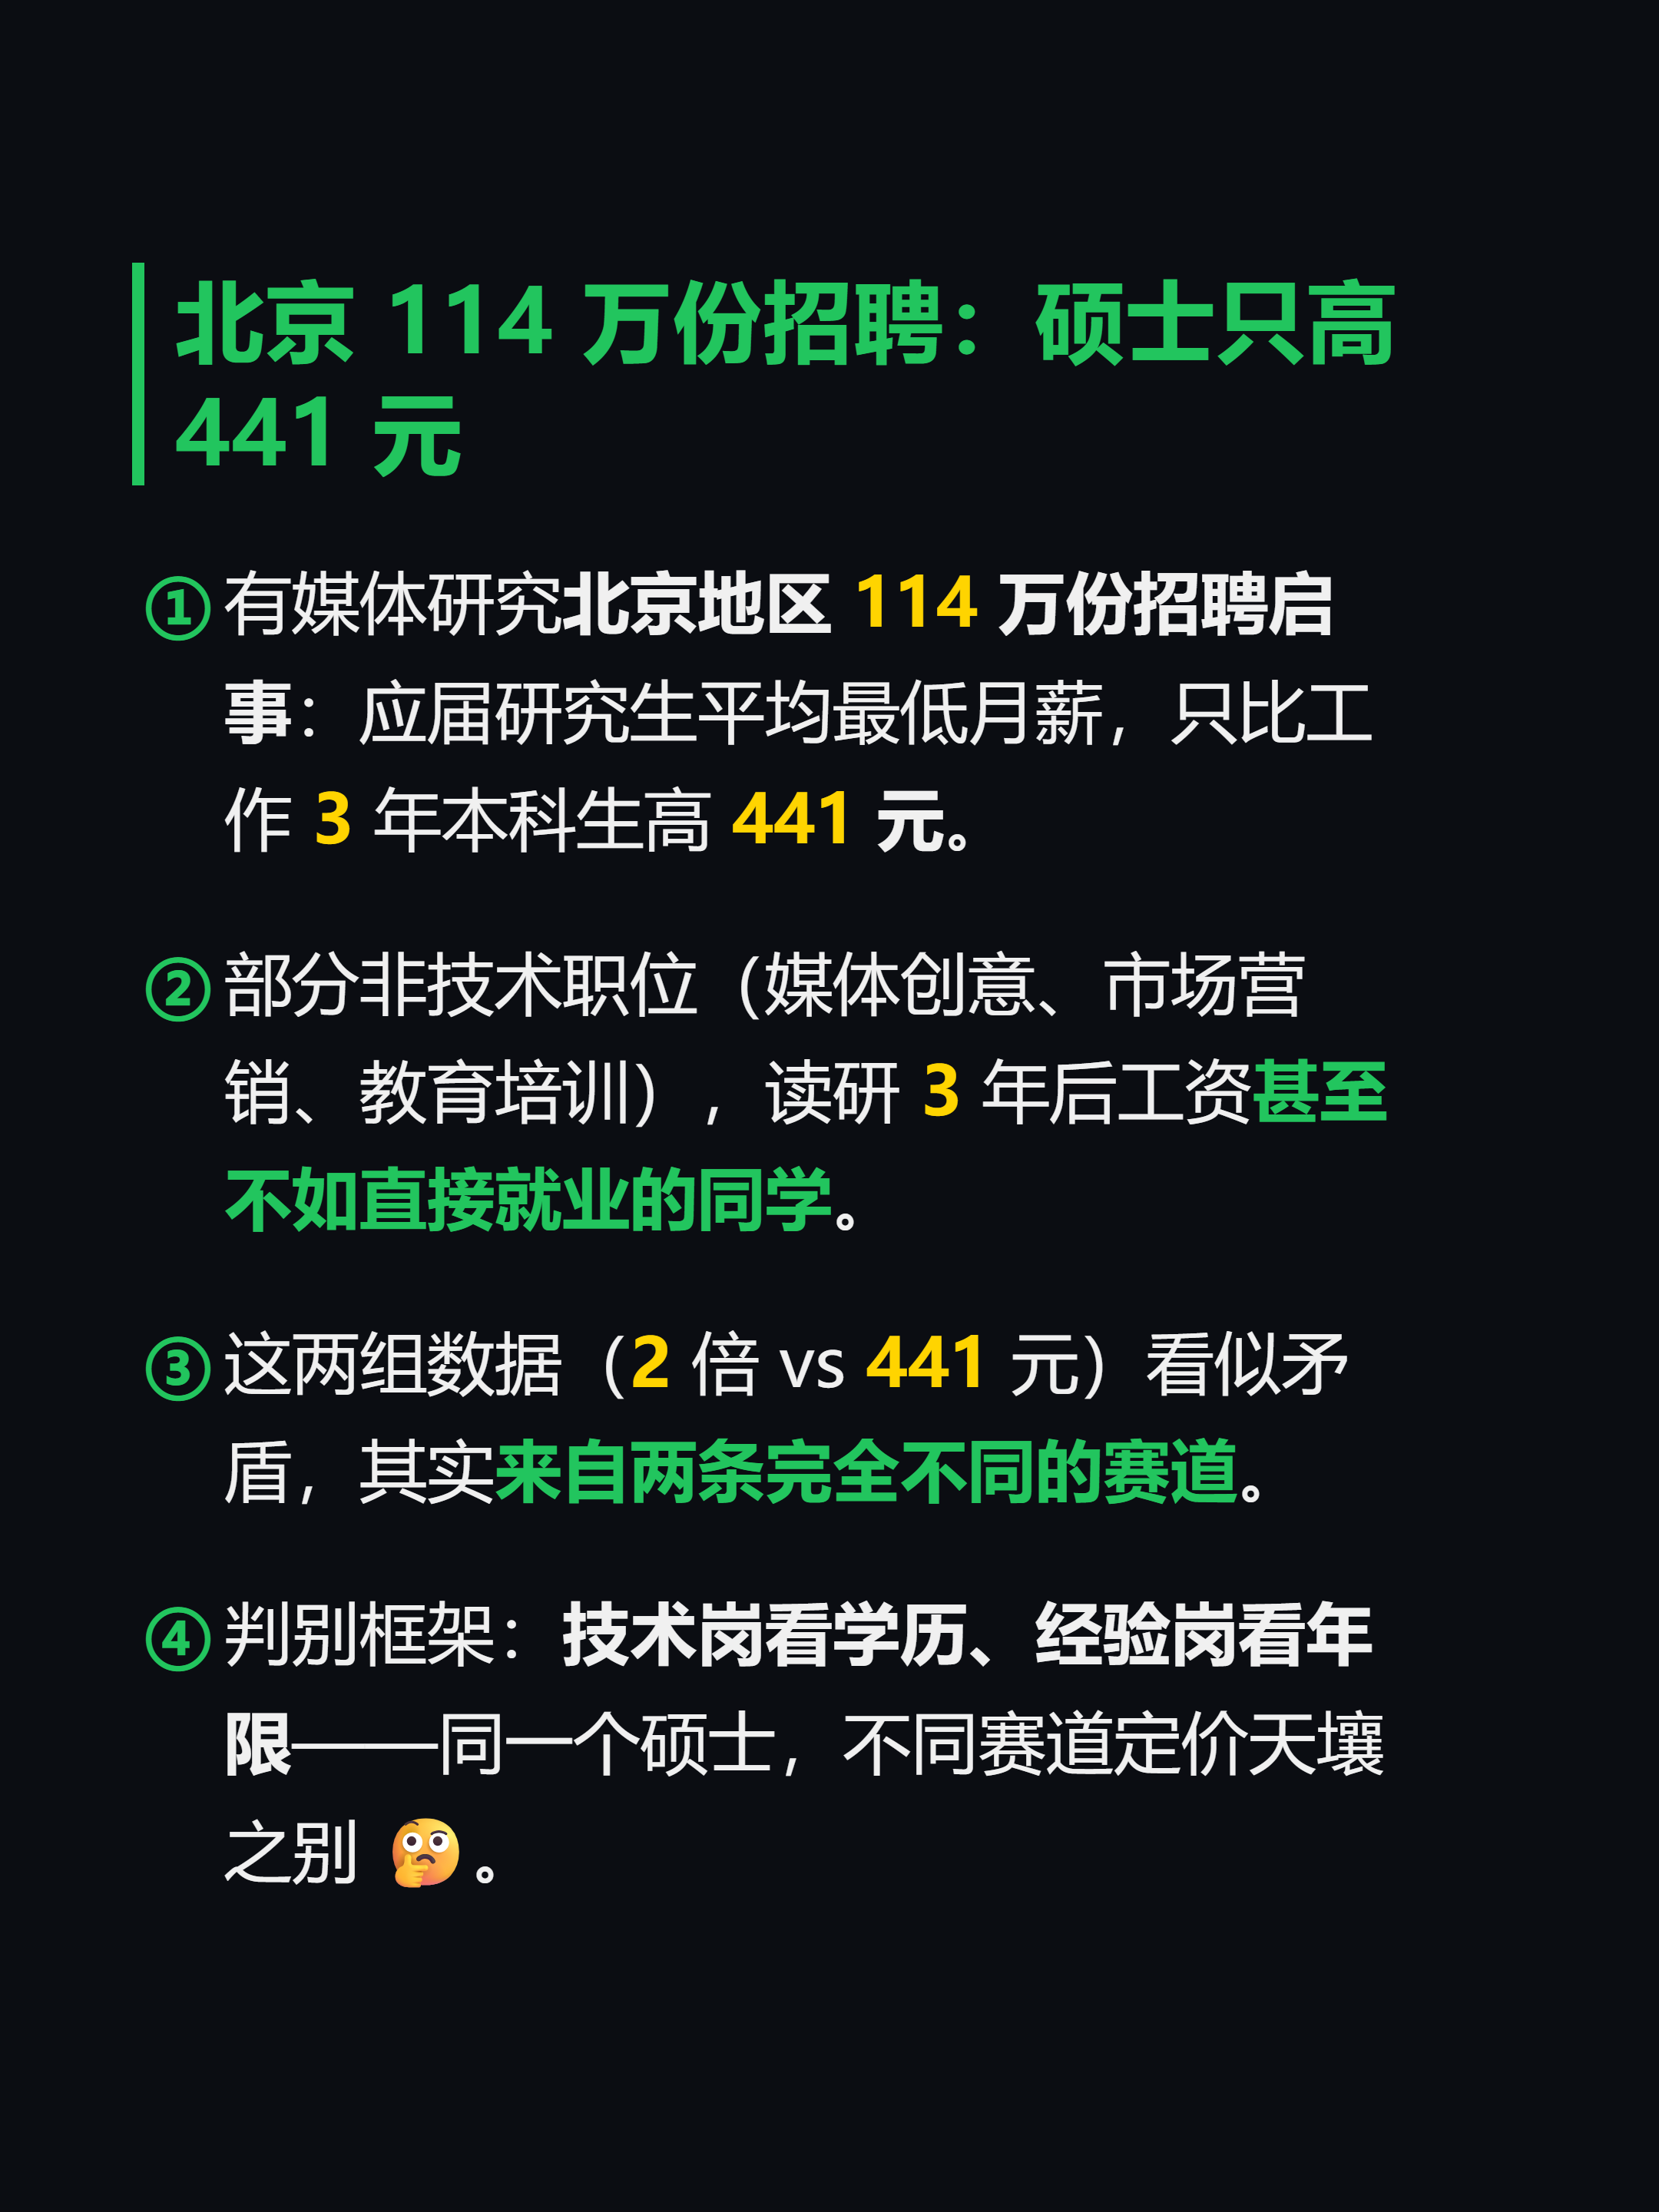 北京 114 万份招聘：硕士只高
441 元
① 有媒体研究北京地区 114 万份招聘启
事：应届研究生平均最低月薪，只比工
作 3 年本科生高 441 元。
② 部分非技术职位（媒体创意、市场营
销、教育培训），读研 3 年后工资甚至
不如直接就业的同学。
③ 这两组数据（2 倍 vs 441 元）看似矛
盾，其实来自两条完全不同的赛道。
④ 判别框架：技术岗看学历、经验岗看年
限——同一个硕士，不同赛道定价天壤
之别 🤔。